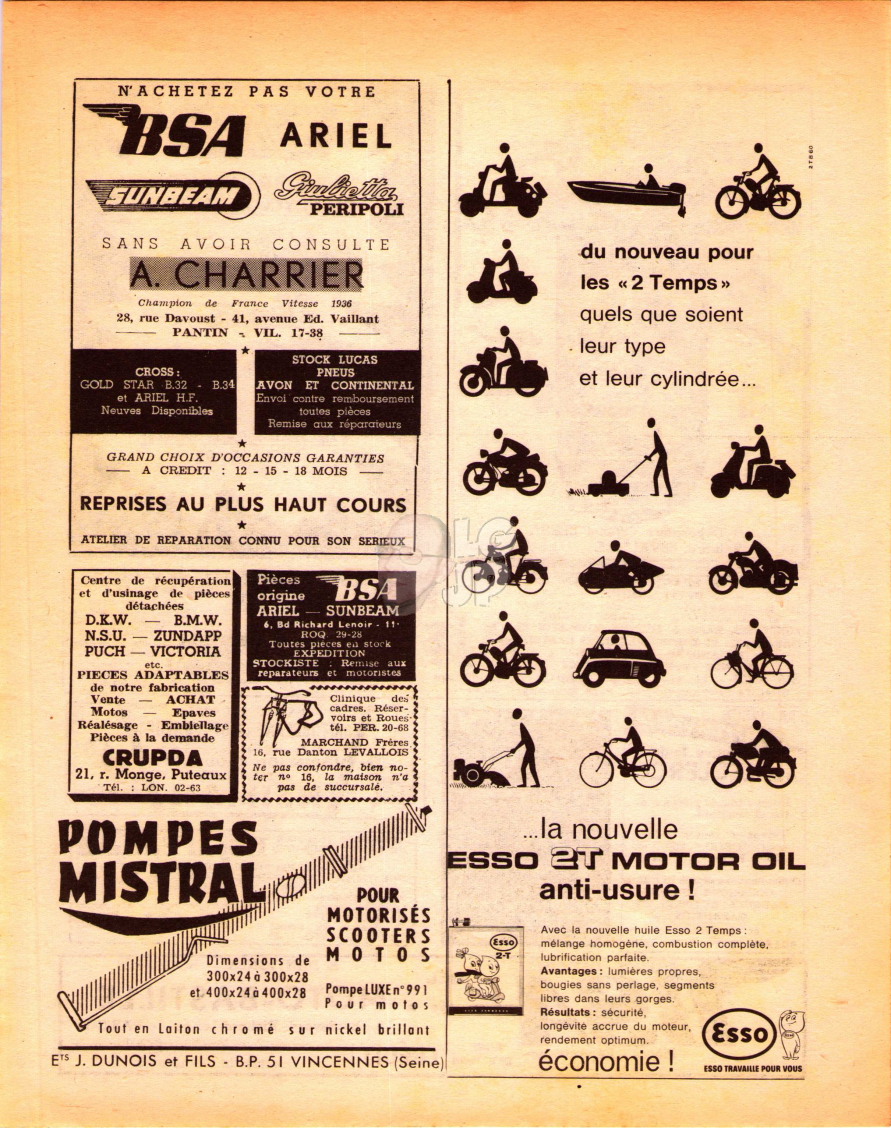 N'ACHETEZ PAS VOTRE
BSA ARIEL
SUNBEAM Giulietta
PERIPOLI
SANS AVOIR CONSULTE
A. CHARRIER
Champion de France Vitesse 1936
28, rue Davoust - 41, avenue Ed. Vaillant
PANTIN - VIL. 17-38
CROSS :
GOLD STAR B.32 - B.34
et ARIEL H.F.
Neuves Disponibles
STOCK LUCAS
PNEUS
AVON ET CONTINENTAL
Envoi contre remboursement
toutes pièces
Remise aux réparateurs
GRAND CHOIX D'OCCASIONS GARANTIES
A CREDIT : 12 - 15 - 18 MOIS
REPRISES AU PLUS HAUT COURS
ATELIER DE REPARATION CONNU POUR SON SERIEUX
Centre de récupération
et d'usinage de pièces
détachées
D.K.W. — B.M.W.
N.S.U. — ZUNDAPP
PUCH — VICTORIA
etc.
PIECES ADAPTABLES
de notre fabrication
Vente — ACHAT
Motos — Epaves
Réalésage - Embiellage
Pièces à la demande
CRUPDA
21, r. Monge, Puteaux
Tél. : LON. 02-63
Pièces
origine BSA
ARIEL — SUNBEAM
6, Bd Richard Lenoir - 11e
ROQ. 29-28
Toutes pièces en stock
EXPEDITION
STOCKISTE : Remise aux
reparateurs et motoristes
Clinique des
cadres. Réser-
voirs et Roues
tél. PER. 20-68
MARCHAND Frères
16, rue Danton LEVALLOIS
Ne pas confondre, bien no-
ter n° 16, la maison n'a
pas de succursale.
POMPES
MISTRAL
POUR
MOTORISÉS
SCOOTERS
MOTOS
Dimensions de
300x24 à 300x28
et 400x24 à 400x28
Pompe LUXE n° 991
Pour motos
Tout en Laiton chromé sur nickel brillant
ETS J. DUNOIS et FILS - B.P. 51 VINCENNES (Seine)
du nouveau pour
les «2 Temps»
quels que soient
leur type
et leur cylindrée...
...la nouvelle
ESSO 2T MOTOR OIL
anti-usure !
Esso
2-T
Avec la nouvelle huile Esso 2 Temps :
mélange homogène, combustion complète,
lubrification parfaite.
Avantages : lumières propres,
bougies sans perlage, segments
libres dans leurs gorges.
Résultats : sécurité,
longévité accrue du moteur,
rendement optimum.
économie !
Esso
ESSO TRAVAILLE POUR VOUS